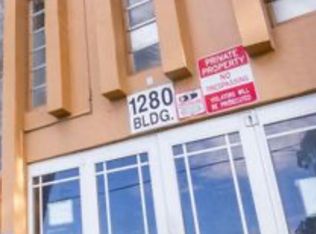 1280
BLDG.
PRIVATE
PROPERTY
NO
TRESPASSING
VIOLATORS WILL
BE PROSECUTED